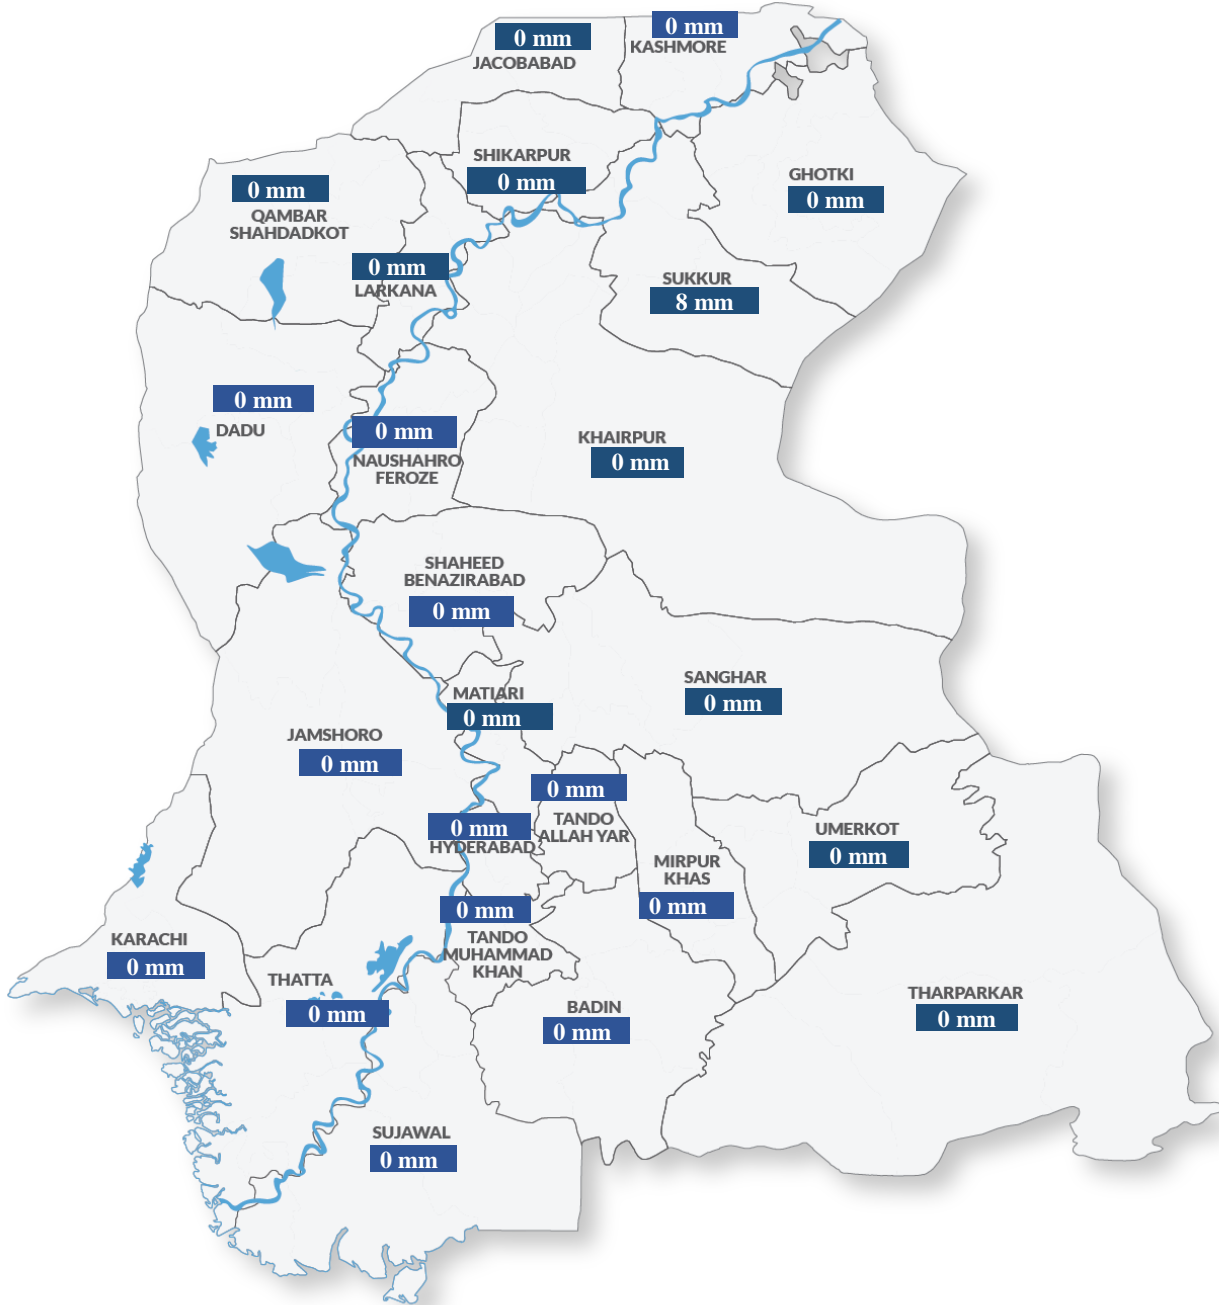 0 mm
KASHMORE
0 mm
JACOBABAD
SHIKARPUR
0 mm
GHOTKI
0 mm
0 mm
QAMBAR
SHAHDADKOT
0 mm
LARKANA
SUKKUR
8 mm
0 mm
DADU
0 mm
NAUSHAHRO
FEROZE
KHAIRPUR
0 mm
SHAHEED
BENAZIRABAD
0 mm
SANGHAR
0 mm
MATIARI
0 mm
JAMSHORO
0 mm
0 mm
TANDO
ALLAH YAR
0 mm
HYDERABAD
UMERKOT
0 mm
MIRPUR
KHAS
0 mm
0 mm
TANDO
MUHAMMAD
KHAN
KARACHI
0 mm
THATTA
0 mm
BADIN
0 mm
THARPARKAR
0 mm
SUJAWAL
0 mm